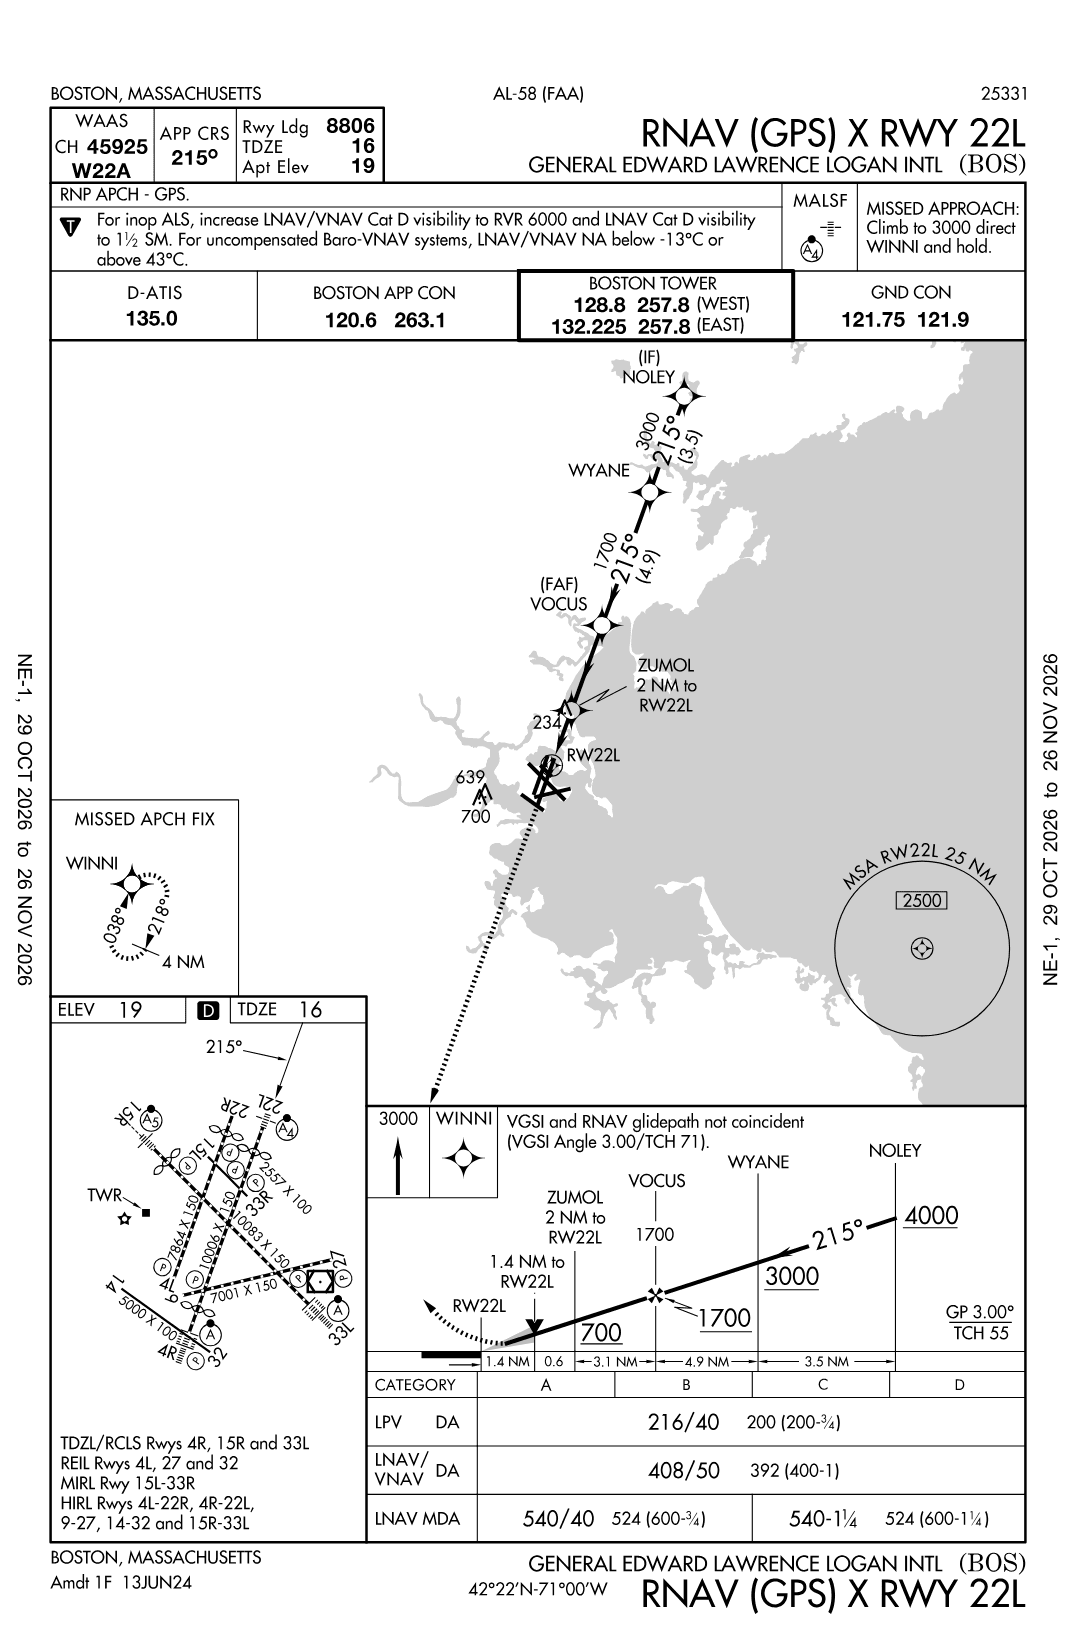 BOSTON, MASSACHUSETTS
AL-58 (FAA)
25331
WAAS
CH 45925
W22A
APP CRS
215°
Rwy Ldg 8806
TDZE 16
Apt Elev 19
RNAV (GPS) X RWY 22L
GENERAL EDWARD LAWRENCE LOGAN INTL (BOS)
RNP APCH - GPS.
T
For inop ALS, increase LNAV/VNAV Cat D visibility to RVR 6000 and LNAV Cat D visibility
to 1½ SM. For uncompensated Baro-VNAV systems, LNAV/VNAV NA below -13°C or
above 43°C.
MALSF
A4
MISSED APPROACH:
Climb to 3000 direct
WINNI and hold.
D-ATIS
135.0
BOSTON APP CON
120.6 263.1
BOSTON TOWER
128.8 257.8 (WEST)
132.225 257.8 (EAST)
GND CON
121.75 121.9
(IF)
NOLEY
3000
215°
(3.5)
WYANE
1700
215°
(4.9)
(FAF)
VOCUS
ZUMOL
2 NM to
RW22L
234
RW22L
639
700
NE-1, 29 OCT 2026 to 26 NOV 2026
NE-1, 29 OCT 2026 to 26 NOV 2026
MISSED APCH FIX
WINNI
038°
218°
4 NM
MSA RW22L 25 NM
2500
ELEV 19
D
TDZE 16
215°
15R
A5
22R
22L
A4
15L
P
P
P
P
2557 X 100
33R
TWR
7864 X 150
10006 X 150
10083 X 150
P
P
4L
9
7001 X 150
27
P
P
14
5000 X 100
A
4R
P
32
A
33L
TDZL/RCLS Rwys 4R, 15R and 33L
REIL Rwys 4L, 27 and 32
MIRL Rwy 15L-33R
HIRL Rwys 4L-22R, 4R-22L,
9-27, 14-32 and 15R-33L
3000
WINNI
VGSI and RNAV glidepath not coincident
(VGSI Angle 3.00/TCH 71).
NOLEY
WYANE
VOCUS
ZUMOL
2 NM to
RW22L
1.4 NM to
RW22L
RW22L
1700
215°
4000
3000
1700
700
GP 3.00°
TCH 55
1.4 NM
0.6
3.1 NM
4.9 NM
3.5 NM
CATEGORY A B C D
LPV DA 216/40 200 (200-¾)
LNAV/
VNAV DA 408/50 392 (400-1)
LNAV MDA 540/40 524 (600-¾) 540-1¼ 524 (600-1¼)
BOSTON, MASSACHUSETTS
Amdt 1F 13JUN24
42°22'N-71°00'W
GENERAL EDWARD LAWRENCE LOGAN INTL (BOS)
RNAV (GPS) X RWY 22L